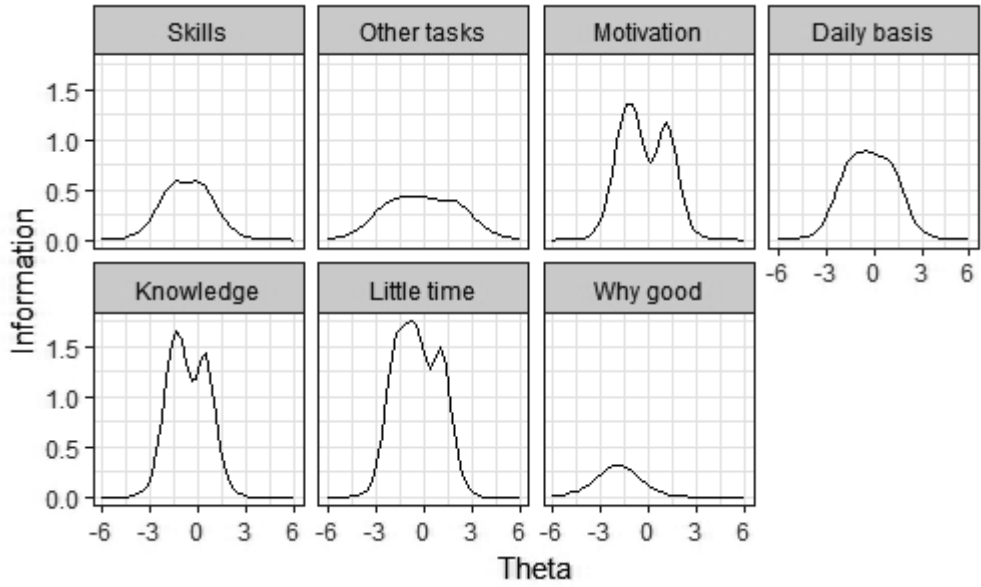 Skills
Other tasks
Motivation
Daily basis
1.5
1.0
0.5
0.0
-6 -3 0 3 6
Knowledge
Little time
Why good
1.5
1.0
0.5
0.0
-6 -3 0 3 6
-6 -3 0 3 6
-6 -3 0 3 6
Information
Theta